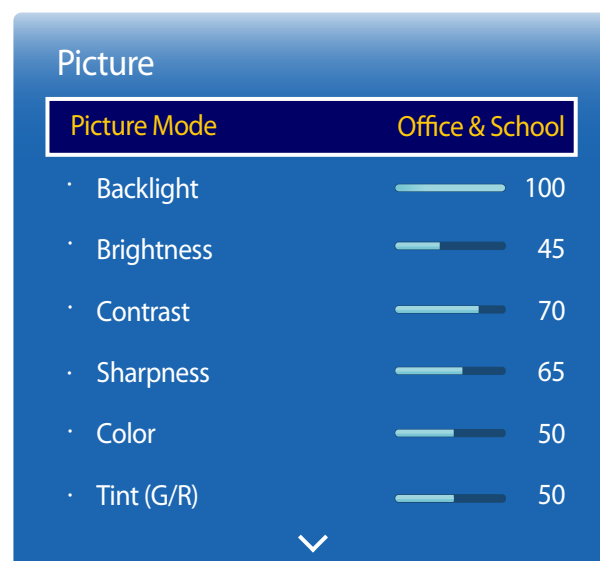 Picture
Picture Mode Office & School
· Backlight 100
· Brightness 45
· Contrast 70
· Sharpness 65
· Color 50
· Tint (G/R) 50